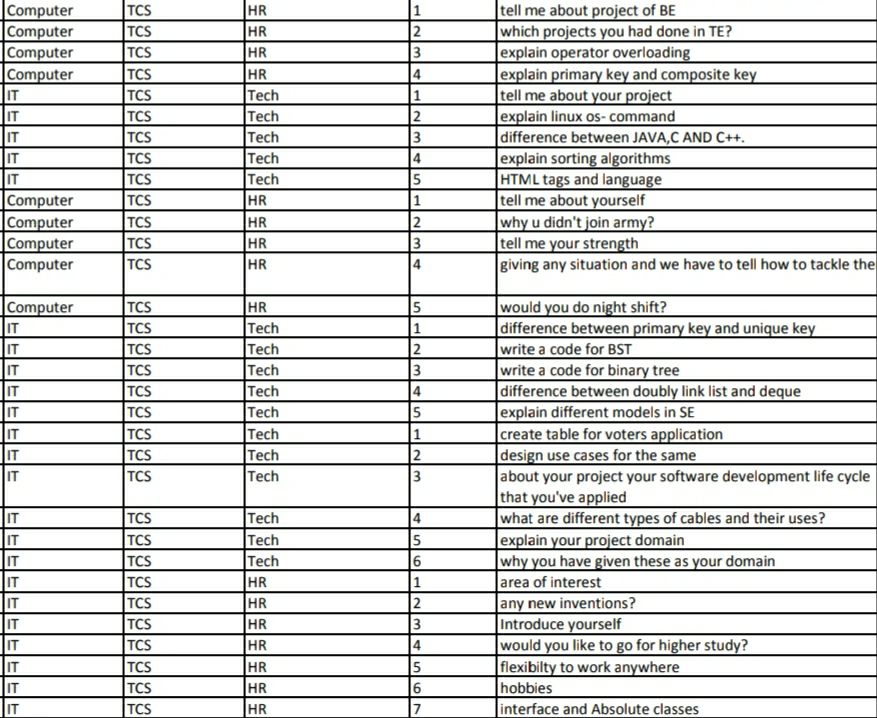 Computer TCS HR 1 tell me about project of BE
Computer TCS HR 2 which projects you had done in TE?
Computer TCS HR 3 explain operator overloading
Computer TCS HR 4 explain primary key and composite key
IT TCS Tech 1 tell me about your project
IT TCS Tech 2 explain linux os- command
IT TCS Tech 3 difference between JAVA,C AND C++.
IT TCS Tech 4 explain sorting algorithms
IT TCS Tech 5 HTML tags and language
Computer TCS HR 1 tell me about yourself
Computer TCS HR 2 why u didn't join army?
Computer TCS HR 3 tell me your strength
Computer TCS HR 4 giving any situation and we have to tell how to tackle the
Computer TCS HR 5 would you do night shift?
IT TCS Tech 1 difference between primary key and unique key
IT TCS Tech 2 write a code for BST
IT TCS Tech 3 write a code for binary tree
IT TCS Tech 4 difference between doubly link list and deque
IT TCS Tech 5 explain different models in SE
IT TCS Tech 1 create table for voters application
IT TCS Tech 2 design use cases for the same
IT TCS Tech 3 about your project your software development life cycle
that you've applied
IT TCS Tech 4 what are different types of cables and their uses?
IT TCS Tech 5 explain your project domain
IT TCS Tech 6 why you have given these as your domain
IT TCS HR 1 area of interest
IT TCS HR 2 any new inventions?
IT TCS HR 3 Introduce yourself
IT TCS HR 4 would you like to go for higher study?
IT TCS HR 5 flexibilty to work anywhere
IT TCS HR 6 hobbies
IT TCS HR 7 interface and Absolute classes